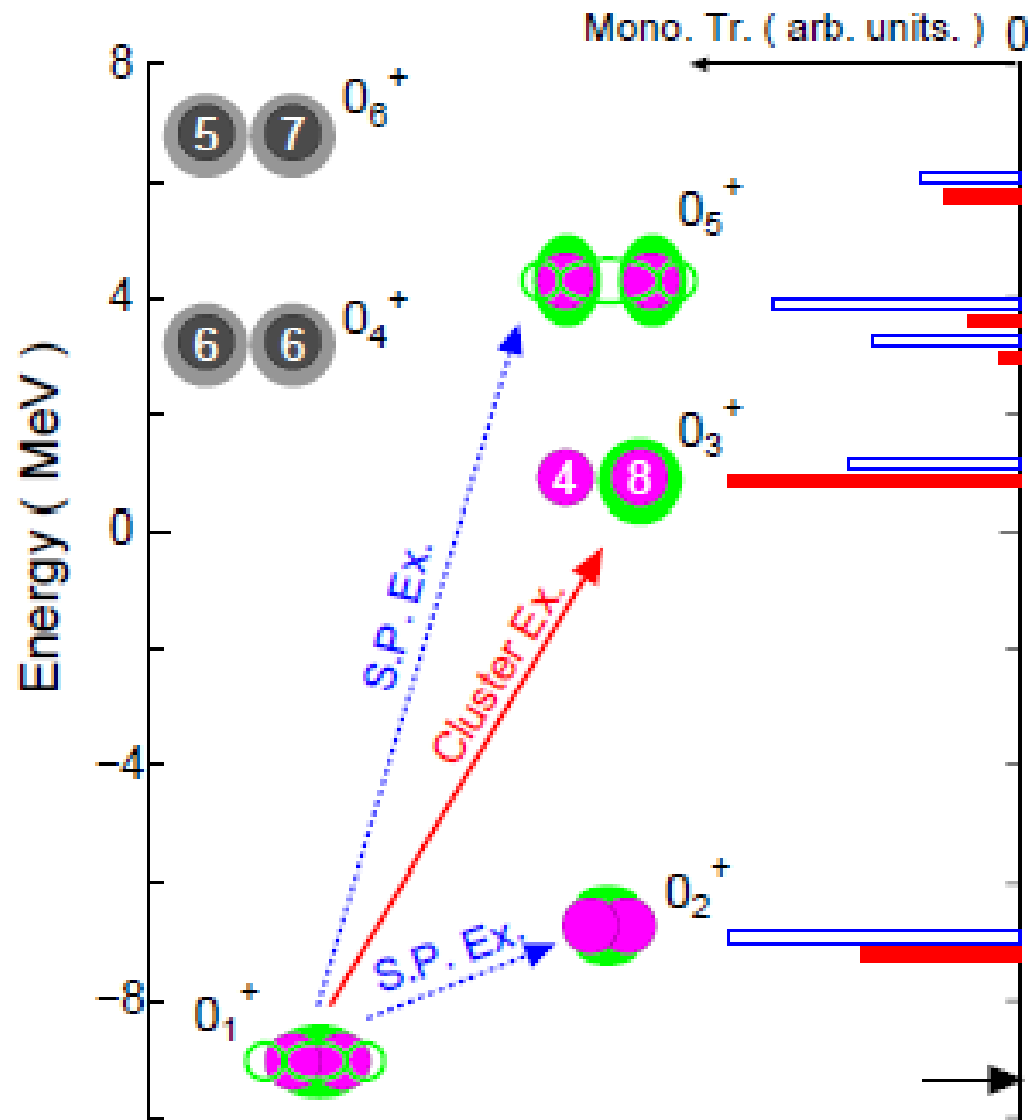 Mono. Tr. ( arb. units. ) 0
8
0₆⁺
5 7
0₅⁺
4
0₄⁺
6 6
0₃⁺
4 8
0
Energy ( MeV )
S.P. Ex.
Cluster Ex.
−4
0₂⁺
S.P. Ex.
−8
0₁⁺